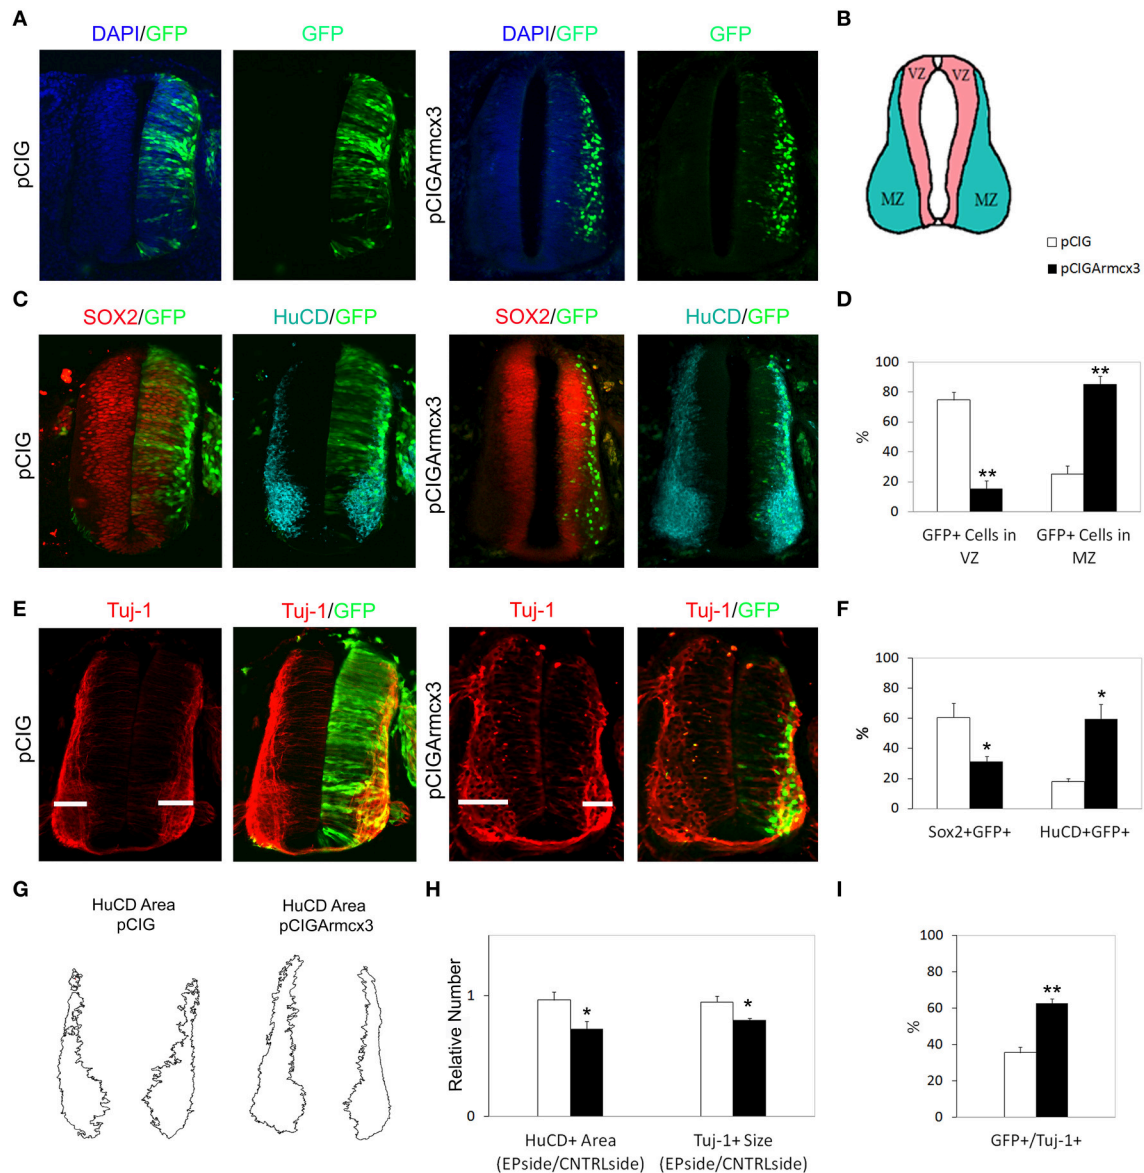 A
DAPI/GFP
GFP
DAPI/GFP
GFP
pCIG
pCIGArmcx3
B
VZ
VZ
MZ
MZ
pCIG
pCIGArmcx3
C
SOX2/GFP
HuCD/GFP
SOX2/GFP
HuCD/GFP
pCIG
pCIGArmcx3
D
100
80
60
40
20
0
%
**
**
GFP+ Cells in
VZ
GFP+ Cells in
MZ
E
Tuj-1
Tuj-1/GFP
Tuj-1
Tuj-1/GFP
pCIG
pCIGArmcx3
F
100
80
60
40
20
0
%
*
*
Sox2+GFP+
HuCD+GFP+
G
HuCD Area
pCIG
HuCD Area
pCIGArmcx3
H
Relative Number
1
0
*
*
HuCD+ Area
(EPside/CNTRLside)
Tuj-1+ Size
(EPside/CNTRLside)
I
100
80
60
40
20
0
%
**
GFP+/Tuj-1+